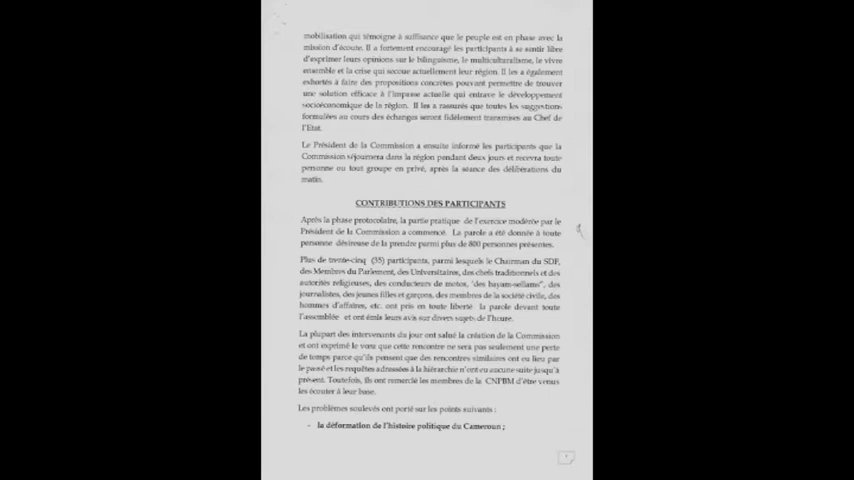 mobilisation qui témoigne à suffisance que le peuple est en phase avec la
mission d'écoute. Il a fortement encouragé les participants à se sentir libre
d'exprimer leurs opinions sur le bilinguisme, le multiculturalisme, le vivre
ensemble et la crise qui secoue actuellement leur région. Il les a également
exhortés à faire des propositions concrètes pouvant permettre de trouver
une solution efficace à l'impasse actuelle qui entrave le développement
socioéconomique de la région. Il les a rassurés que toutes les suggestions
formulées au cours des échanges seront fidèlement transmises au Chef de
l'Etat.
Le Président de la Commission a ensuite informé les participants que la
Commission séjournera dans la région pendant deux jours et recevra toute
personne ou tout groupe en privé, après la séance des délibérations du
matin.
CONTRIBUTIONS DES PARTICIPANTS
Après la phase protocolaire, la partie pratique de l'exercice modérée par le
Président de la Commission a commencé. La parole a été donnée à toute
personne désireuse de la prendre parmi plus de 800 personnes présentes.
Plus de trente-cinq (35) participants, parmi lesquels le Chairman du SDF,
des Membres du Parlement, des Universitaires, des chefs traditionnels et des
autorités religieuses, des conducteurs de motos, "des bayam-sellams", des
journalistes, des jeunes filles et garçons, des membres de la société civile, des
hommes d'affaires, etc. ont pris en toute liberté la parole devant toute
l'assemblée et ont émis leurs avis sur divers sujets de l'heure.
La plupart des intervenants du jour ont salué la création de la Commission
et ont exprimé le vœu que cette rencontre ne sera pas seulement une perte
de temps parce qu'ils pensent que des rencontres similaires ont eu lieu par
le passé et les requêtes adressées à la hiérarchie n'ont eu aucune suite jusqu'à
présent. Toutefois, ils ont remercié les membres de la CNPBM d'être venus
les écouter à leur base.
Les problèmes soulevés ont porté sur les points suivants :
- la déformation de l'histoire politique du Cameroun ;